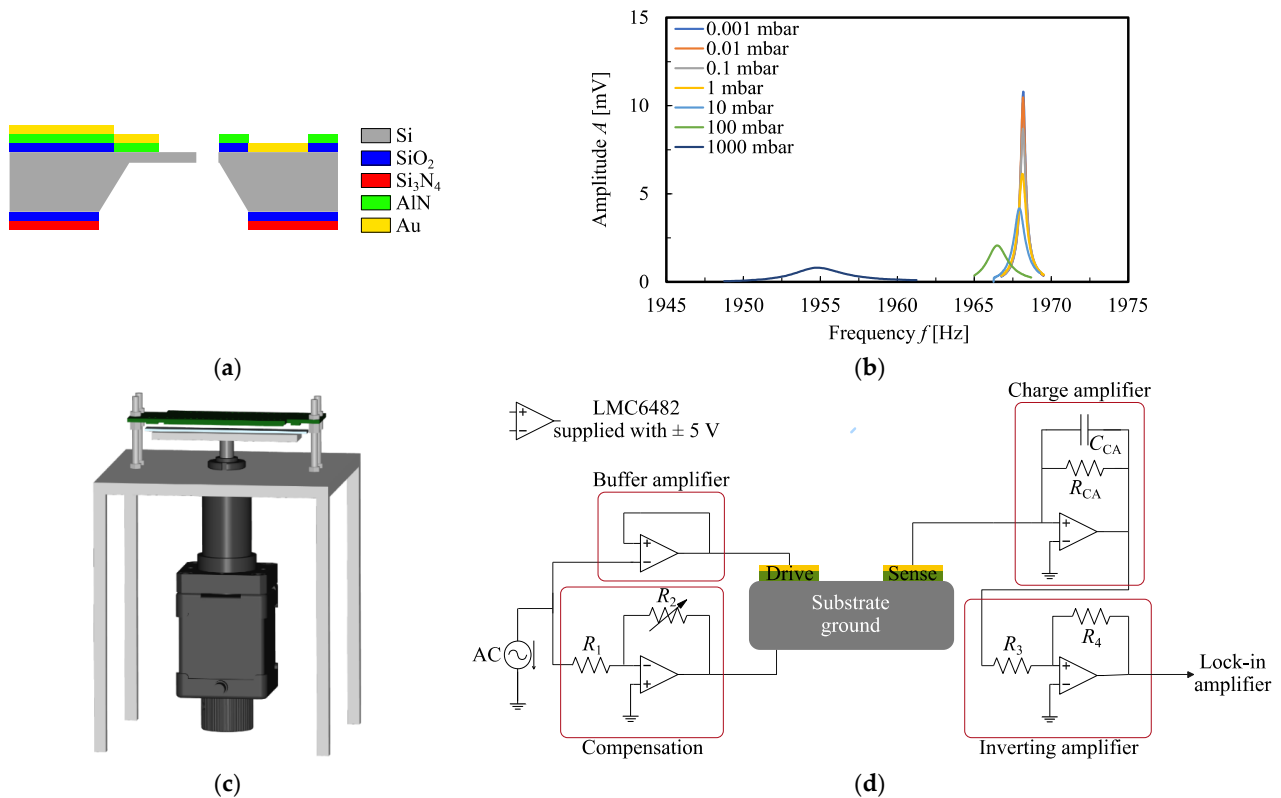 Si
SiO2
Si3N4
AlN
Au
(a)
15
10
5
0
Amplitude A [mV]
0.001 mbar
0.01 mbar
0.1 mbar
1 mbar
10 mbar
100 mbar
1000 mbar
1945 1950 1955 1960 1965 1970 1975
Frequency f [Hz]
(b)
(c)
LMC6482
supplied with ± 5 V
Charge amplifier
CCA
RCA
+
−
Buffer amplifier
+
−
Drive
Sense
Substrate
ground
AC
R1
R2
−
+
Compensation
R3
R4
+
−
Inverting amplifier
Lock-in
amplifier
(d)